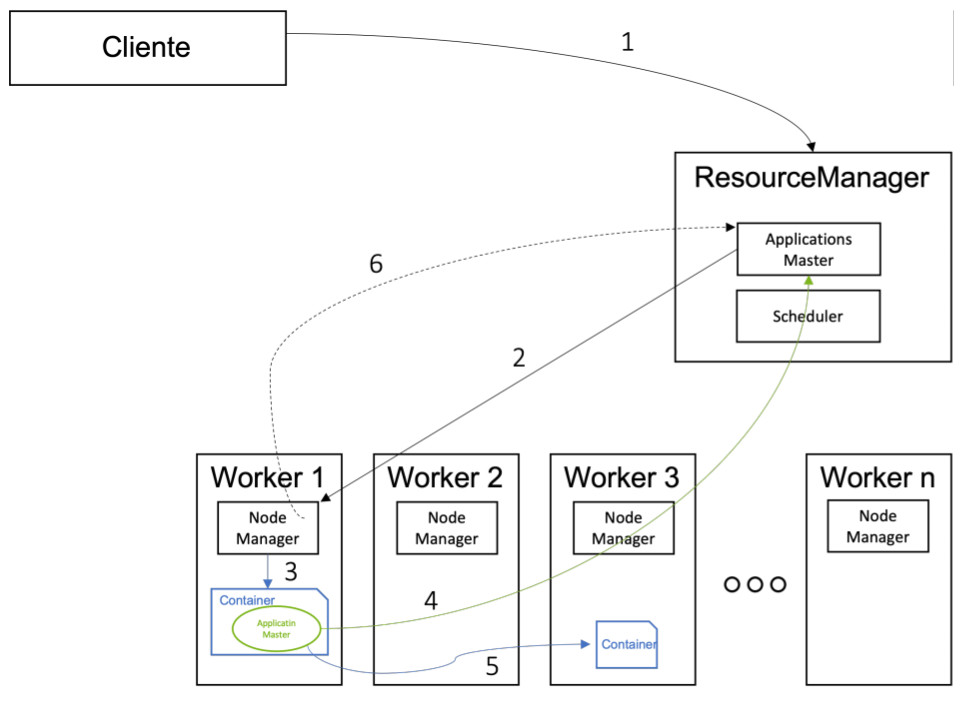 Cliente
1
ResourceManager
Applications
Master
Scheduler
6
2
Worker 1
Node
Manager
3
Container
Applicatin
Master
Worker 2
Node
Manager
4
5
Worker 3
Node
Manager
Container
Worker n
Node
Manager